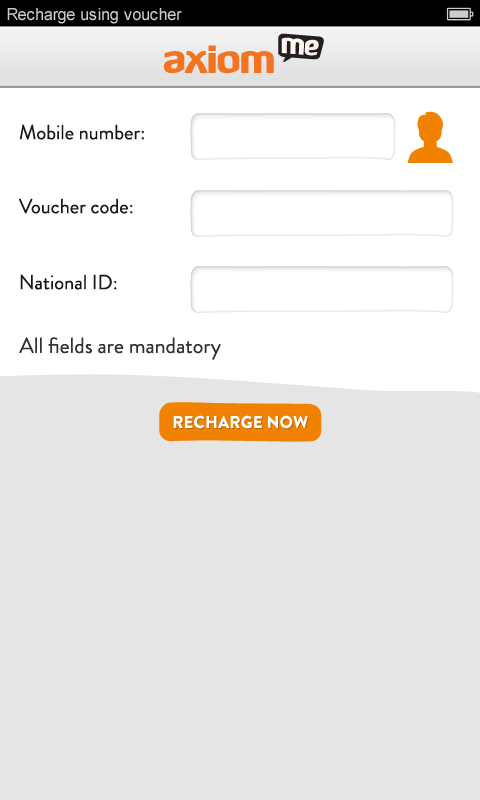 Recharge using voucher
axiom me
Mobile number:
Voucher code:
National ID:
All fields are mandatory
RECHARGE NOW